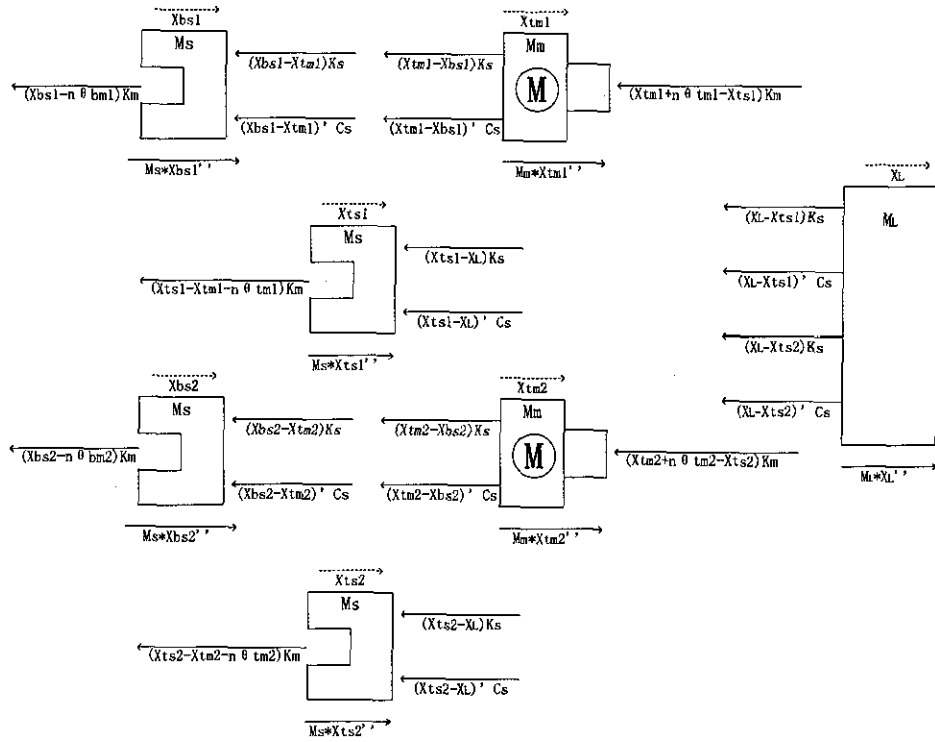 Xbs1
Ms
(Xbs1-Xtm1)Ks
(Xbs1-nθbm1)Km
(Xbs1-Xtm1)' Cs
Ms*Xbs1''
Xtm1
Mm
(Xtm1-Xbs1)Ks
M
(Xtm1+nθtm1-Xts1)Km
(Xtm1-Xbs1)' Cs
Mm*Xtm1''
Xts1
Ms
(Xts1-XL)Ks
(Xts1-Xtm1-nθtm1)Km
(Xts1-XL)' Cs
Ms*Xts1''
XL
ML
(XL-Xts1)Ks
(XL-Xts1)' Cs
(XL-Xts2)Ks
(XL-Xts2)' Cs
ML*XL''
Xbs2
Ms
(Xbs2-Xtm2)Ks
(Xbs2-nθbm2)Km
(Xbs2-Xtm2)' Cs
Ms*Xbs2''
Xtm2
Mm
(Xtm2-Xbs2)Ks
M
(Xtm2+nθtm2-Xts2)Km
(Xtm2-Xbs2)' Cs
Mm*Xtm2''
Xts2
Ms
(Xts2-XL)Ks
(Xts2-Xtm2-nθtm2)Km
(Xts2-XL)' Cs
Ms*Xts2''